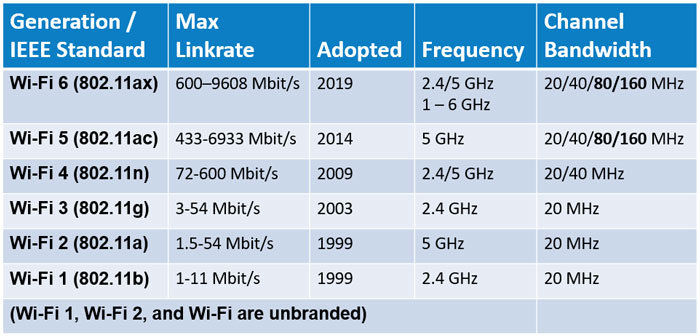 Generation / IEEE Standard Max Linkrate Adopted Frequency Channel Bandwidth
Wi-Fi 6 (802.11ax) 600–9608 Mbit/s 2019 2.4/5 GHz 1 – 6 GHz 20/40/80/160 MHz
Wi-Fi 5 (802.11ac) 433-6933 Mbit/s 2014 5 GHz 20/40/80/160 MHz
Wi-Fi 4 (802.11n) 72-600 Mbit/s 2009 2.4/5 GHz 20/40 MHz
Wi-Fi 3 (802.11g) 3-54 Mbit/s 2003 2.4 GHz 20 MHz
Wi-Fi 2 (802.11a) 1.5-54 Mbit/s 1999 5 GHz 20 MHz
Wi-Fi 1 (802.11b) 1-11 Mbit/s 1999 2.4 GHz 20 MHz
(Wi-Fi 1, Wi-Fi 2, and Wi-Fi are unbranded)